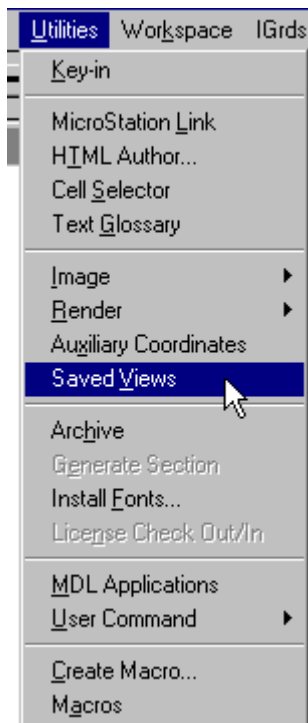 Utilities Workspace IGrds
Key-in
MicroStation Link
HTML Author...
Cell Selector
Text Glossary
Image
Render
Auxiliary Coordinates
Saved Views
Archive
Generate Section
Install Fonts...
License Check Out/In
MDL Applications
User Command
Create Macro...
Macros